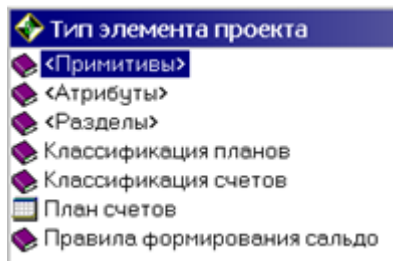 Тип элемента проекта
<Примитивы>
<Атрибуты>
<Разделы>
Классификация планов
Классификация счетов
План счетов
Правила формирования сальдо